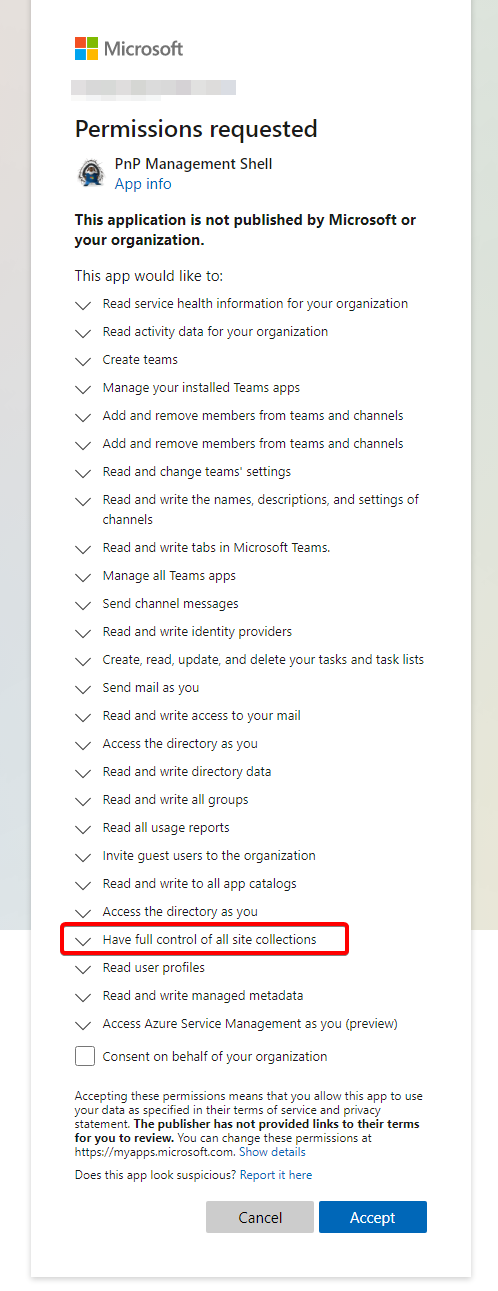 Microsoft
Permissions requested
PnP Management Shell
App info
This application is not published by Microsoft or
your organization.
This app would like to:
Read service health information for your organization
Read activity data for your organization
Create teams
Manage your installed Teams apps
Add and remove members from teams and channels
Add and remove members from teams and channels
Read and change teams' settings
Read and write the names, descriptions, and settings of
channels
Read and write tabs in Microsoft Teams.
Manage all Teams apps
Send channel messages
Read and write identity providers
Create, read, update, and delete your tasks and task lists
Send mail as you
Read and write access to your mail
Access the directory as you
Read and write directory data
Read and write all groups
Read all usage reports
Invite guest users to the organization
Read and write to all app catalogs
Access the directory as you
Have full control of all site collections
Read user profiles
Read and write managed metadata
Access Azure Service Management as you (preview)
Consent on behalf of your organization
Accepting these permissions means that you allow this app to use
your data as specified in their terms of service and privacy
statement. The publisher has not provided links to their terms
for you to review. You can change these permissions at
https://myapps.microsoft.com. Show details
Does this app look suspicious? Report it here
Cancel Accept